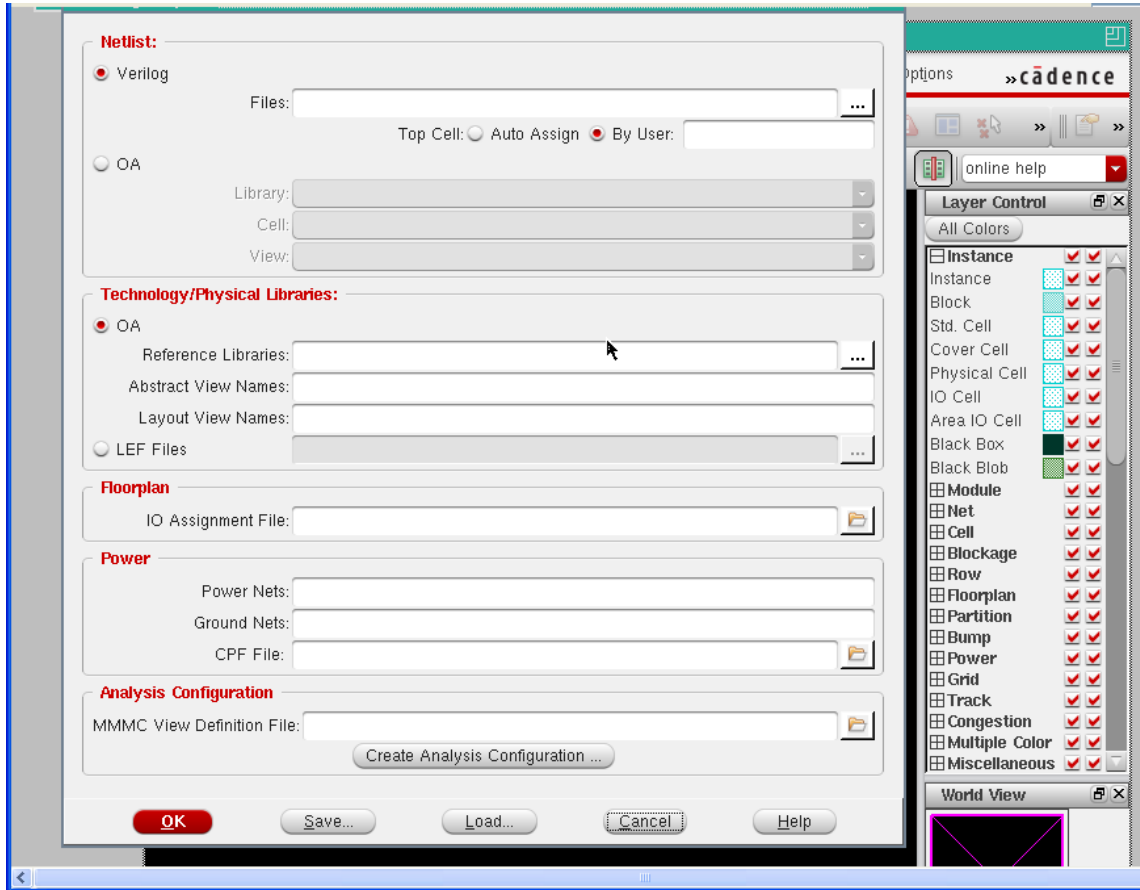 Netlist:
Verilog
Files:
...
Top Cell: Auto Assign By User:
OA
Library:
Cell:
View:
Technology/Physical Libraries:
OA
Reference Libraries:
...
Abstract View Names:
Layout View Names:
LEF Files
...
Floorplan
IO Assignment File:
Power
Power Nets:
Ground Nets:
CPF File:
Analysis Configuration
MMMC View Definition File:
Create Analysis Configuration ...
OK Save... Load... Cancel Help
Options
cādence
online help
Layer Control
All Colors
Instance
Instance
Block
Std. Cell
Cover Cell
Physical Cell
IO Cell
Area IO Cell
Black Box
Black Blob
Module
Net
Cell
Blockage
Row
Floorplan
Partition
Bump
Power
Grid
Track
Congestion
Multiple Color
Miscellaneous
World View